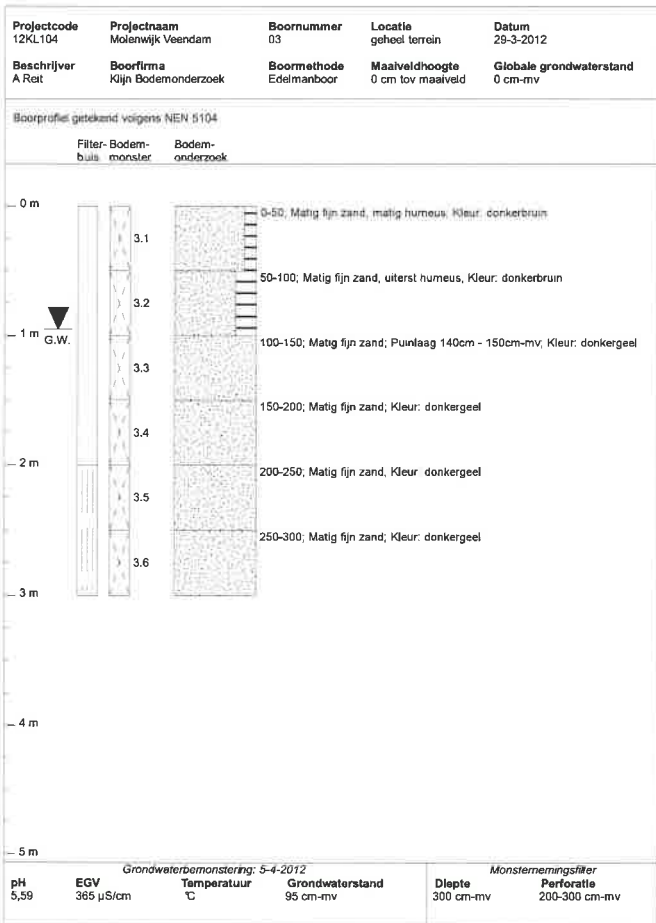 Projectcode Projectnaam Boornummer Locatie Datum
12KL104 Molenwijk Veendam 03 geheel terrein 29-3-2012
Beschrijver Boorfirma Boormethode Maaiveldhoogte Globale grondwaterstand
A Reit Klijn Bodemonderzoek Edelmanboor 0 cm tov maaiveld 0 cm-mv
Boorprofiel getekend volgens NEN 5104
Filter- Bodem- Bodem-
buis monster onderzoek
0 m
0-50; Matig fijn zand, matig humeus, Kleur: donkerbruin
3.1
50-100; Matig fijn zand, uiterst humeus, Kleur: donkerbruin
3.2
1 m
G.W.
100-150; Matig fijn zand; Puinlaag 140cm - 150cm-mv; Kleur: donkergeel
3.3
150-200; Matig fijn zand; Kleur: donkergeel
3.4
2 m
200-250; Matig fijn zand, Kleur donkergeel
3.5
250-300; Matig fijn zand; Kleur: donkergeel
3.6
3 m
4 m
5 m
Grondwaterbemonstering: 5-4-2012 Monsternemingsfilter
pH EGV Temperatuur Grondwaterstand Diepte Perforatie
5,59 365 µS/cm °C 95 cm-mv 300 cm-mv 200-300 cm-mv